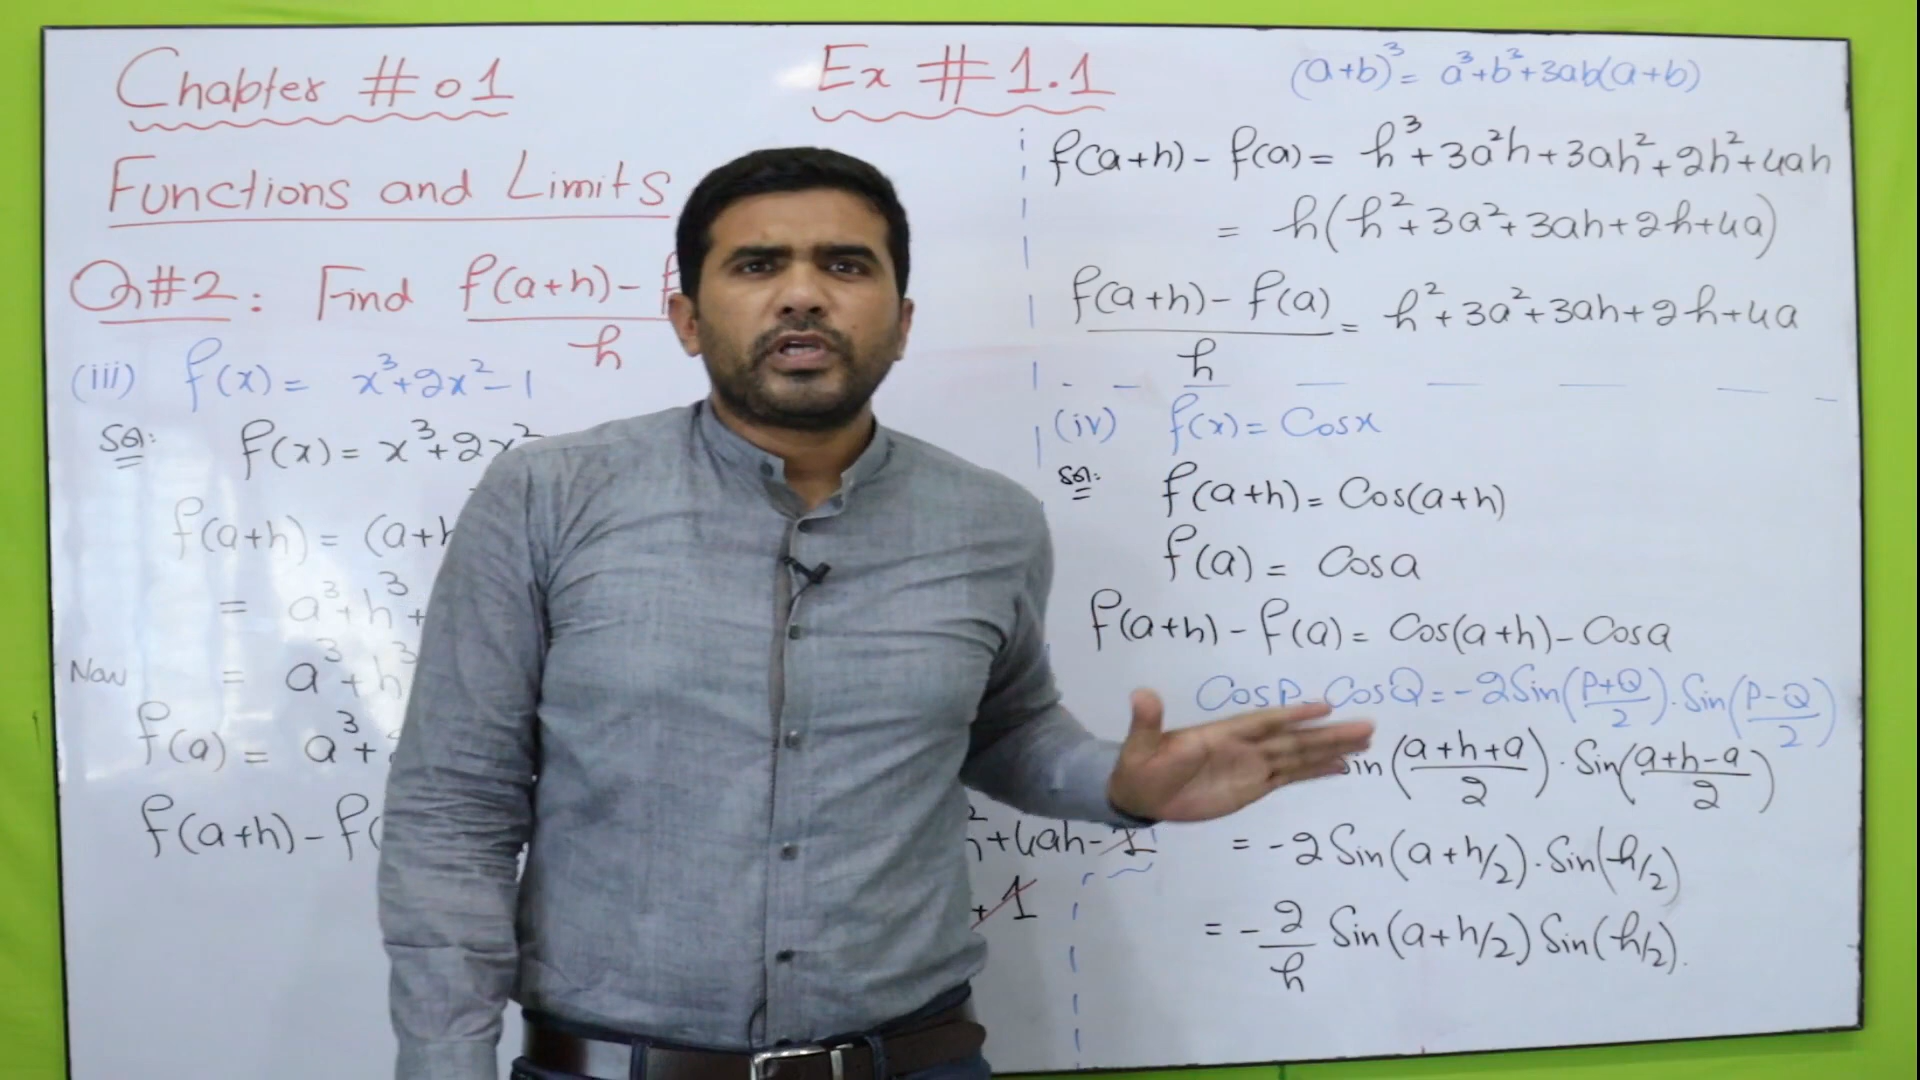 Chapter # 01
Ex # 1.1
Functions and Limits
Q#2: Find f(a+h)-
h
(iii) f(x) = x³+2x²-1
Sol: f(x) = x³+2x²
f(a+h) = (a+h
= a³+h³+
Now = a³+h³
f(a) = a³+
f(a+h)-f(
+4ah-1
+1
(a+b)³ = a³+b³+3ab(a+b)
f(a+h)-f(a) = h³+3a²h+3ah²+2h²+4ah
= h(h²+3a²+3ah+2h+4a)
f(a+h)-f(a) = h²+3a²+3ah+2h+4a
h
(iv) f(x) = Cosx
Sol: f(a+h) = Cos(a+h)
f(a) = Cosa
f(a+h)-f(a) = Cos(a+h)-Cosa
CosP-CosQ = -2Sin(P+Q/2).Sin(P-Q/2)
Sin(a+h+a/2).Sin(a+h-a/2)
= -2Sin(a+h/2).Sin(h/2)
= -2/h Sin(a+h/2)Sin(h/2).